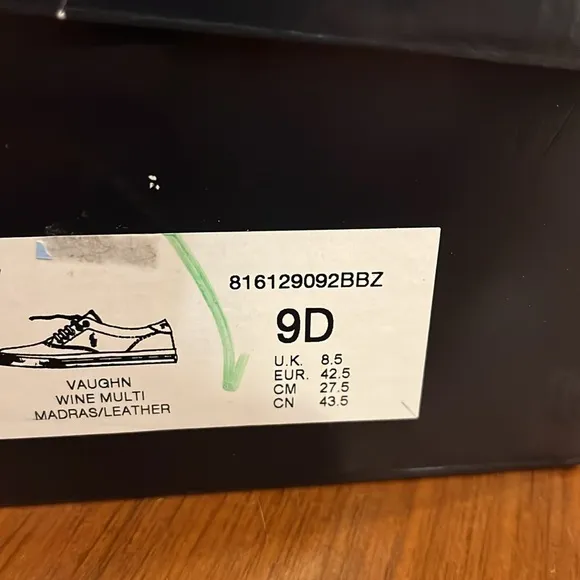 816129092BBZ
9D
U.K. 8.5
EUR. 42.5
CM 27.5
CN 43.5
VAUGHN
WINE MULTI
MADRAS/LEATHER